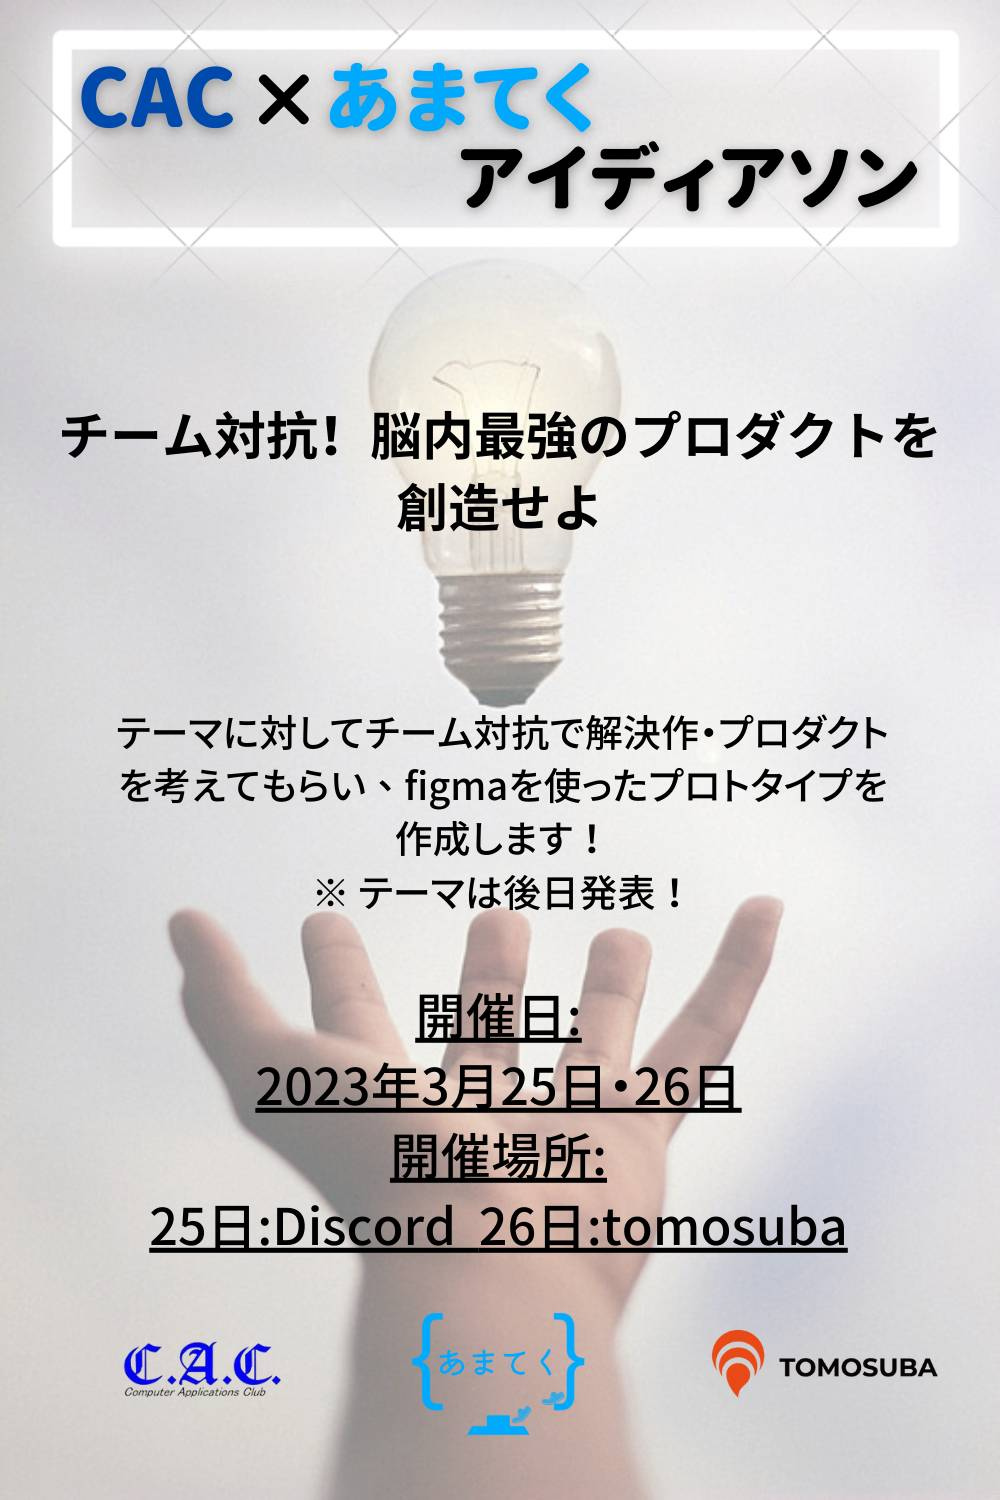 CAC×あまてく
アイディアソン
チーム対抗！脳内最強のプロダクトを
創造せよ
テーマに対してチーム対抗で解決作・プロダクト
を考えてもらい、figmaを使ったプロトタイプを
作成します！
※ テーマは後日発表！
開催日:
2023年3月25日・26日
開催場所:
25日:Discord 26日:tomosuba
C.A.C.
Computer Applications Club
{あまてく}
TOMOSUBA